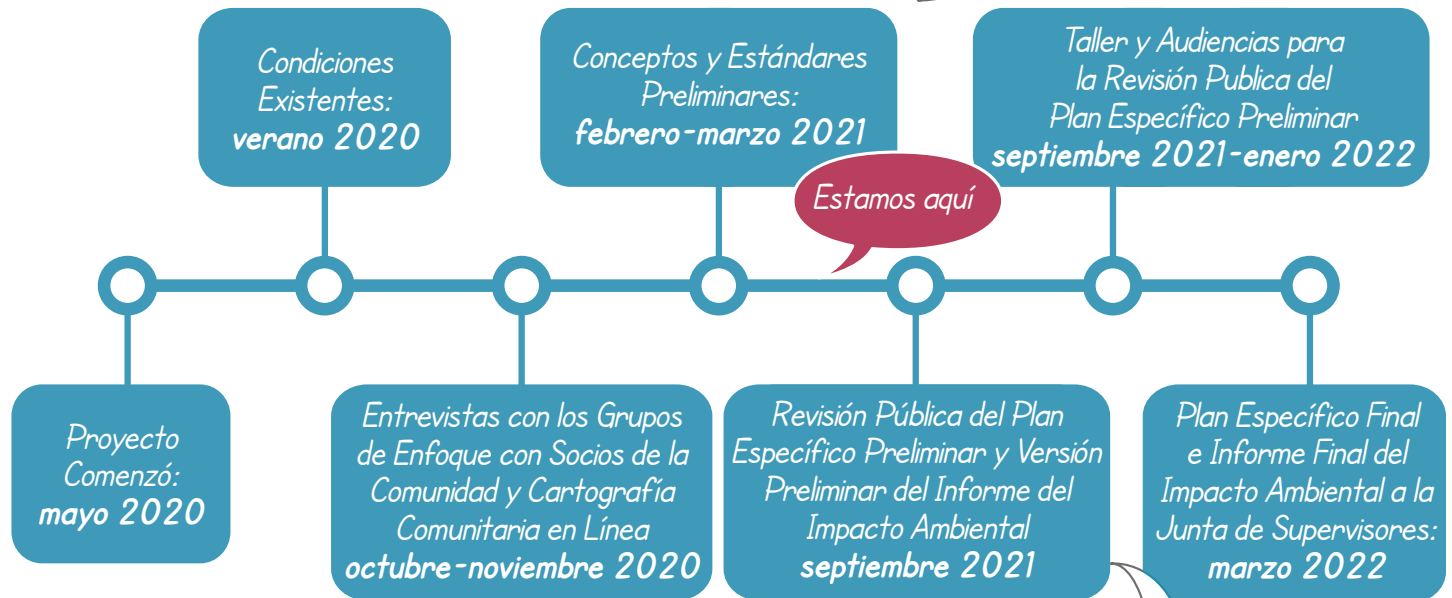 Condiciones
Existentes:
verano 2020
Conceptos y Estándares
Preliminares:
febrero-marzo 2021
Taller y Audiencias para
la Revisión Publica del
Plan Específico Preliminar
septiembre 2021-enero 2022
Estamos aquí
Proyecto
Comenzó:
mayo 2020
Entrevistas con los Grupos
de Enfoque con Socios de la
Comunidad y Cartografía
Comunitaria en Línea
octubre-noviembre 2020
Revisión Pública del Plan
Específico Preliminar y Versión
Preliminar del Informe del
Impacto Ambiental
septiembre 2021
Plan Específico Final
e Informe Final del
Impacto Ambiental a la
Junta de Supervisores:
marzo 2022